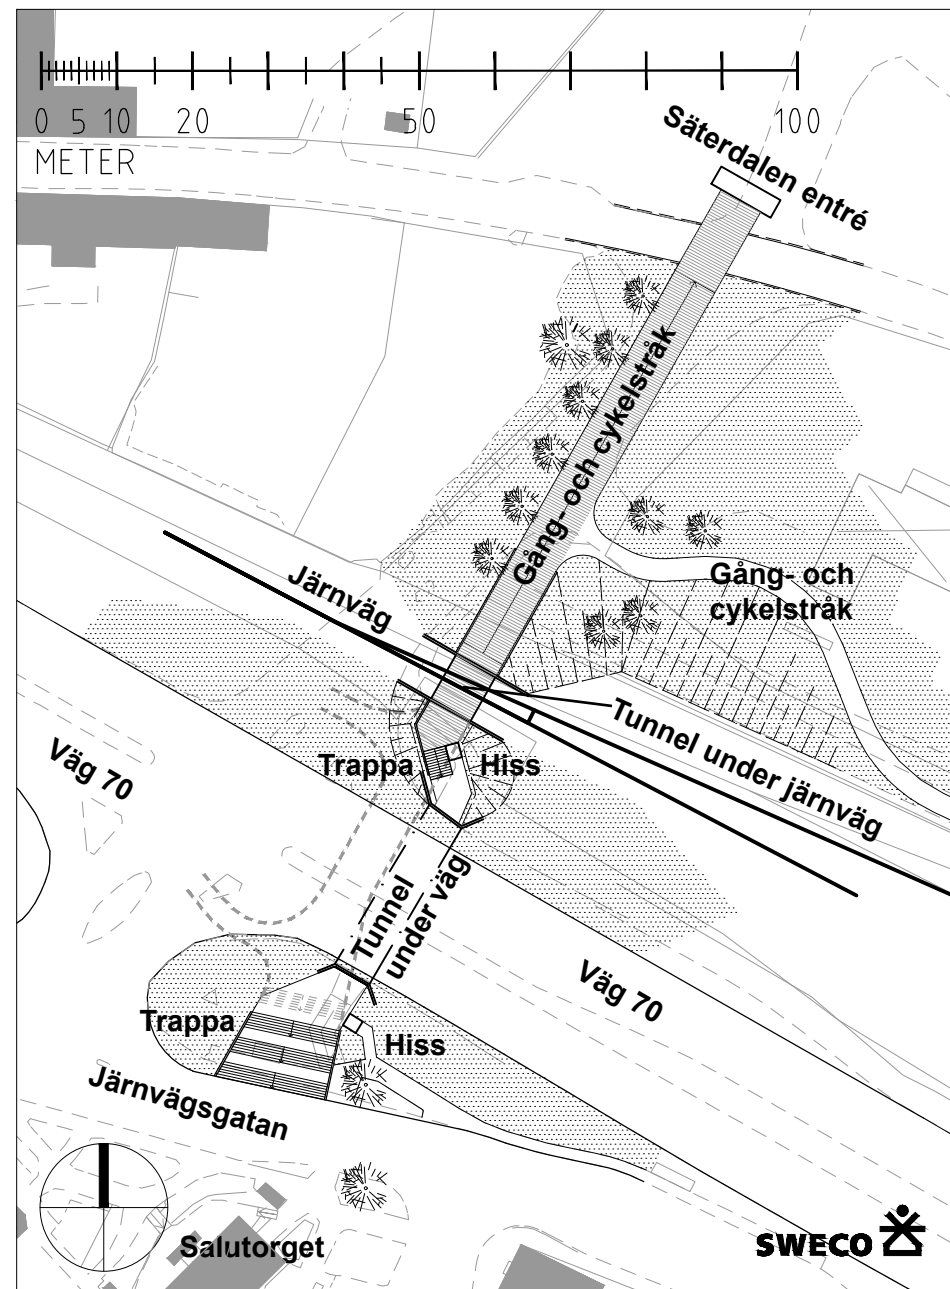 0 5 10 20 50 100
METER
Säterdalen entré
Gång- och cykelstråk
Järnväg
Gång- och
cykelstråk
Tunnel under järnväg
Väg 70
Trappa
Hiss
Tunnel
under väg
Väg 70
Trappa
Hiss
Järnvägsgatan
Salutorget
SWECO